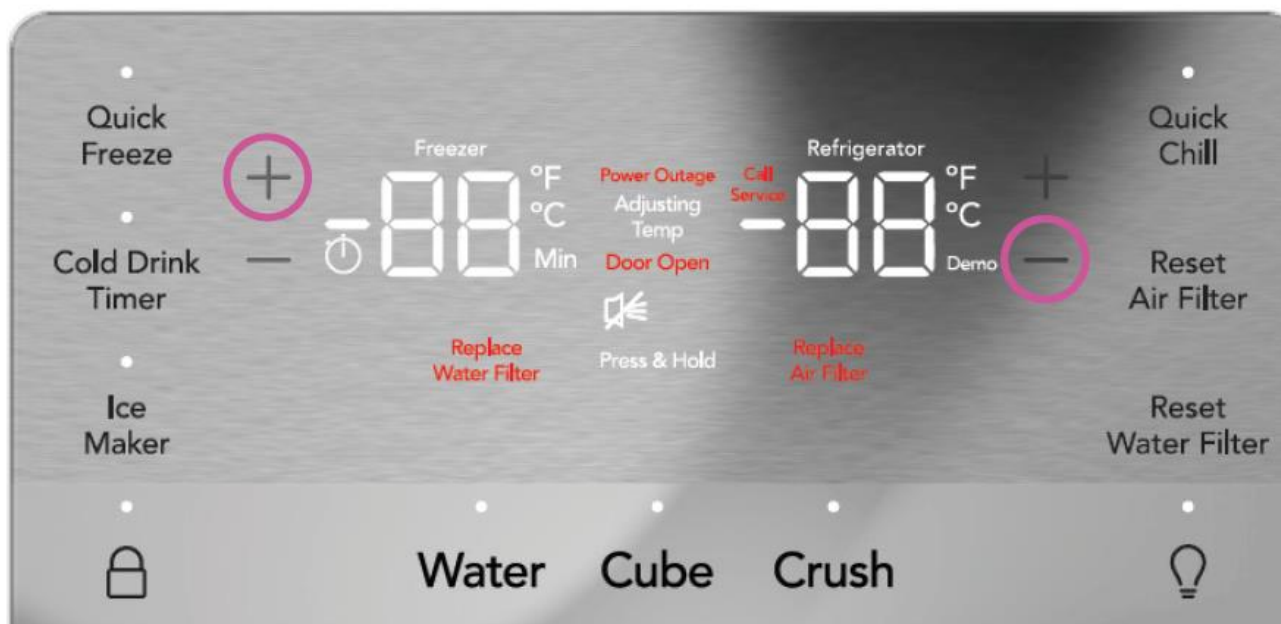 Quick
Freeze
Cold Drink
Timer
Ice
Maker
+
-
Freezer
-88
°F
°C
Min
Power Outage
Adjusting
Temp
Door Open
Press & Hold
Replace
Water Filter
Call
Service
Refrigerator
-88
°F
°C
Demo
Replace
Air Filter
+
-
Quick
Chill
Reset
Air Filter
Reset
Water Filter
Water
Cube
Crush